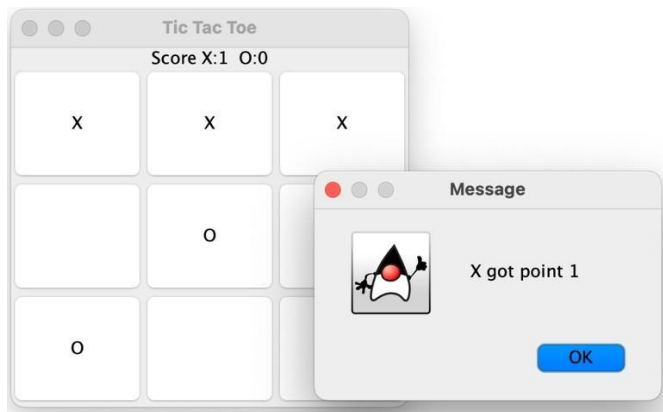 Tic Tac Toe
Score X:1 O:0
X X X
O
O
Message
X got point 1
OK